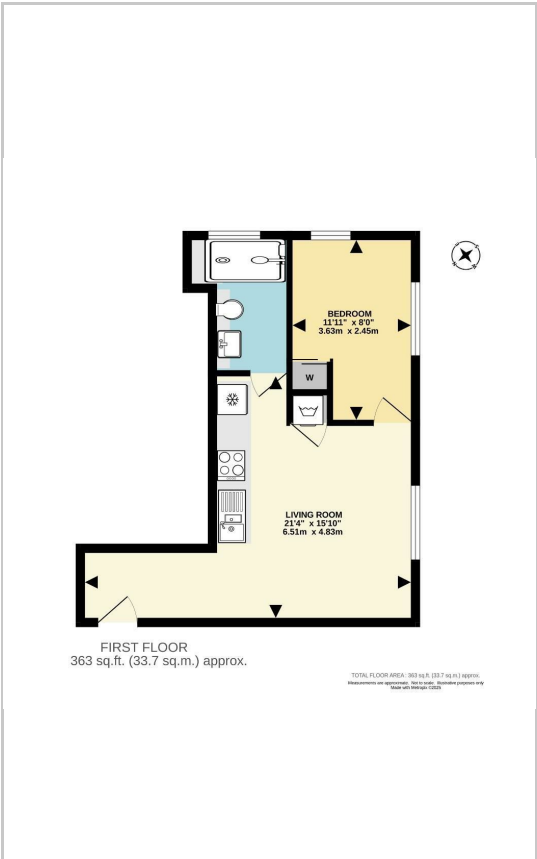 BEDROOM
11'11" x 8'0"
3.63m x 2.45m
W
LIVING ROOM
21'4" x 15'10"
6.51m x 4.83m
FIRST FLOOR
363 sq.ft. (33.7 sq.m.) approx.
TOTAL FLOOR AREA : 363 sq.ft. (33.7 sq.m.) approx.
Measurements are approximate. Not to scale. Illustrative purposes only
Made with Metropix ©2025